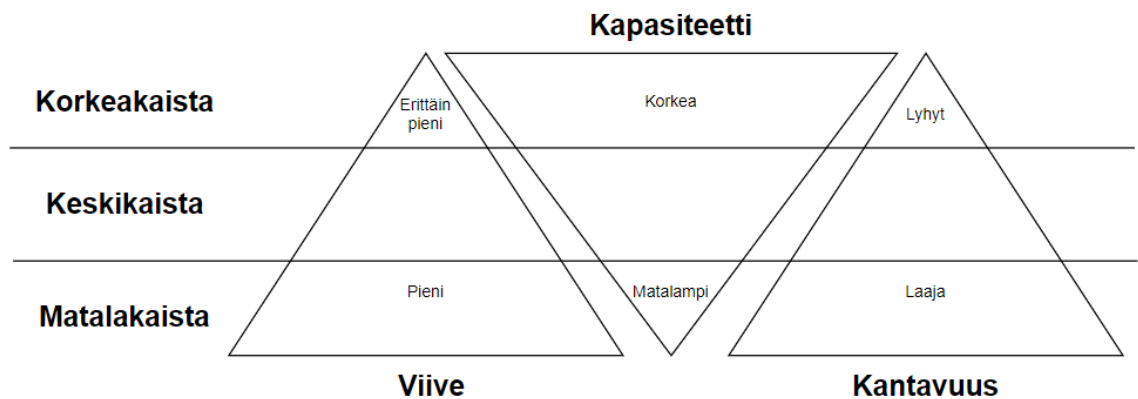 Kapasiteetti
Korkeakaista
Erittäin
pieni
Korkea
Lyhyt
Keskikaista
Matalakaista
Pieni
Matalampi
Laaja
Viive
Kantavuus